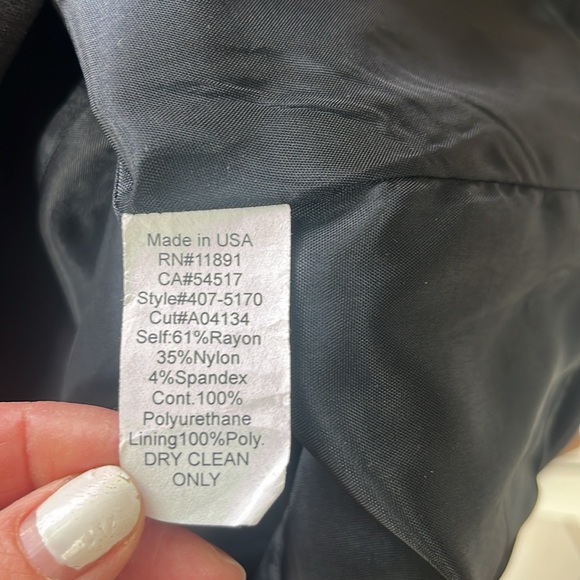 Made in USA
RN#11891
CA#54517
Style#407-5170
Cut#A04134
Self:61%Rayon
35%Nylon
4%Spandex
Cont.100%
Polyurethane
Lining100%Poly.
DRY CLEAN
ONLY